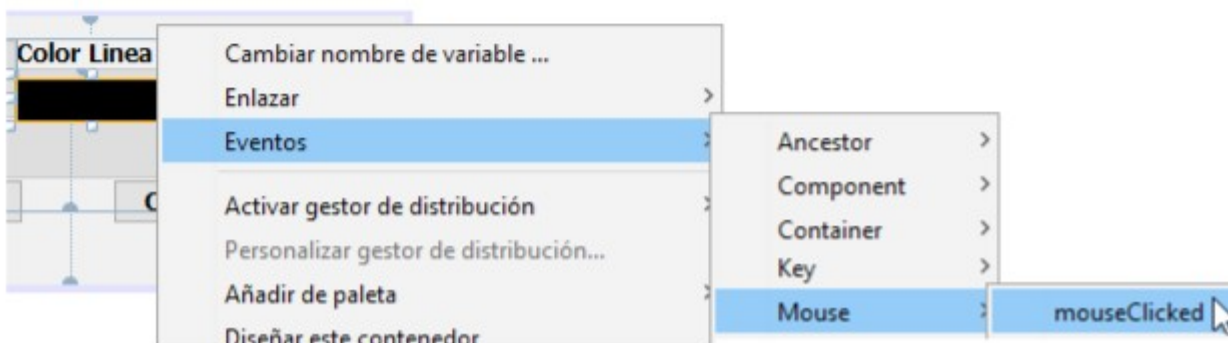 Color Linea
Cambiar nombre de variable ...
Enlazar
Eventos
Activar gestor de distribución
Personalizar gestor de distribución...
Añadir de paleta
Diseñar este contenedor
Ancestor
Component
Container
Key
Mouse
mouseClicked